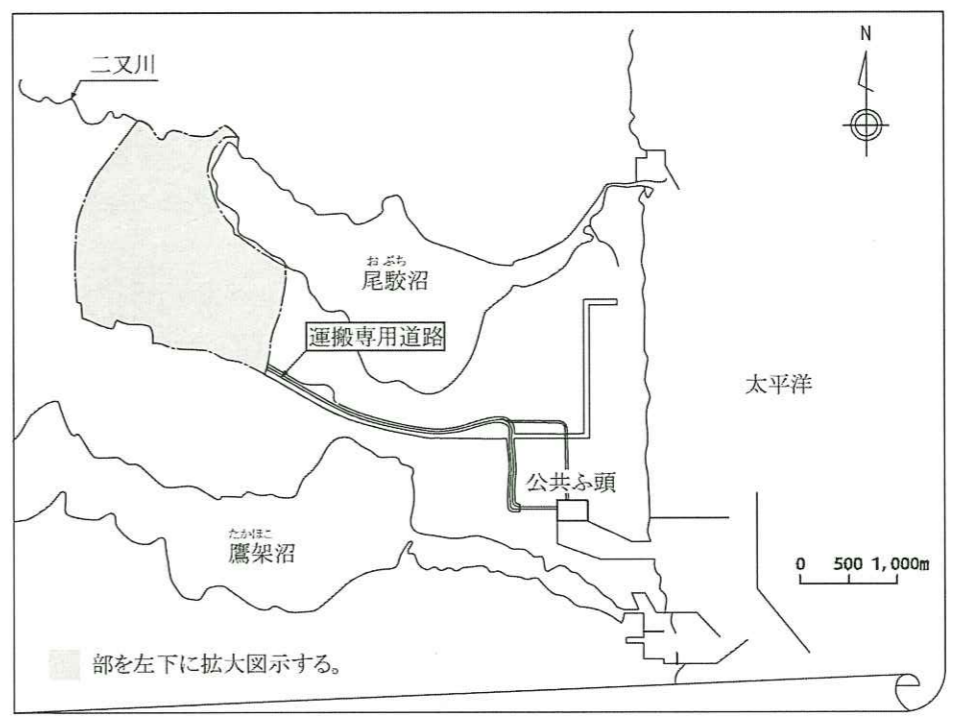 二又川
N
おぶち
尾駮沼
運搬専用道路
太平洋
公共ふ頭
たかほこ
鷹架沼
0 500 1,000m
部を左下に拡大図示する。